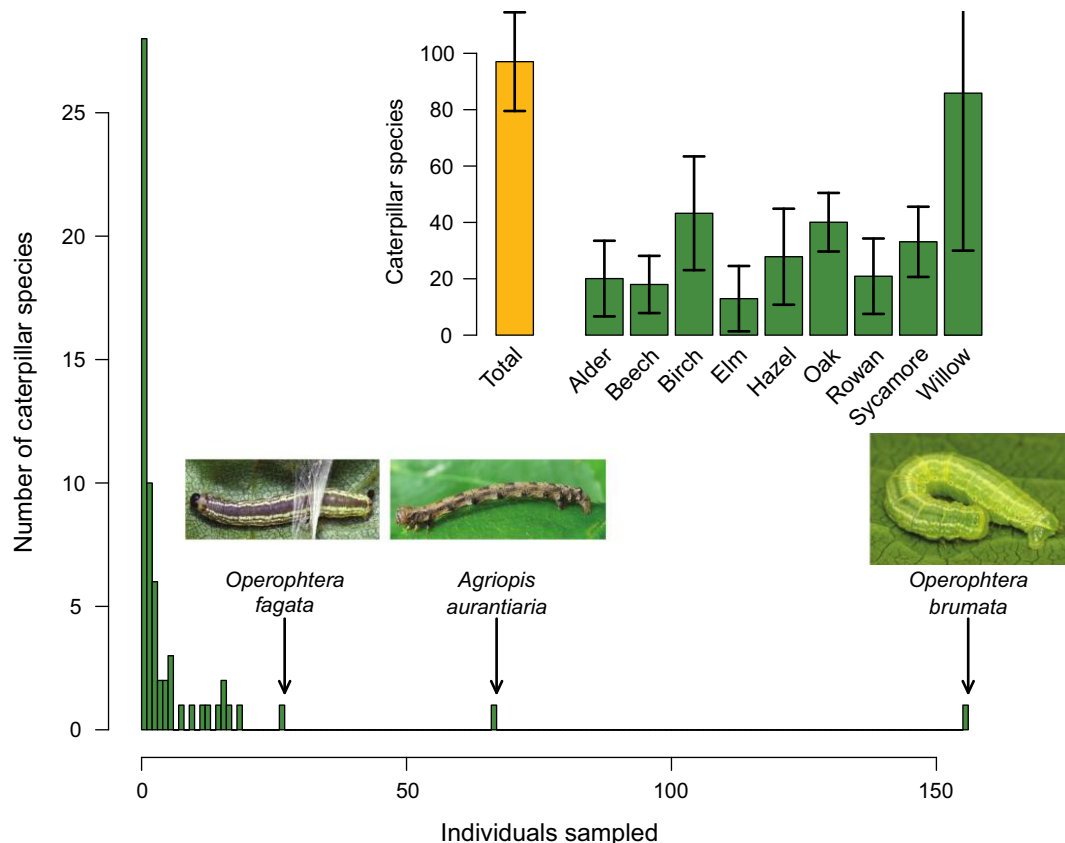 Number of caterpillar species
25
20
15
10
5
0
Caterpillar species
100
80
60
40
20
0
Total
Alder
Beech
Birch
Elm
Hazel
Oak
Rowan
Sycamore
Willow
Operophtera
fagata
Agriopis
aurantiaria
Operophtera
brumata
0
50
100
150
Individuals sampled